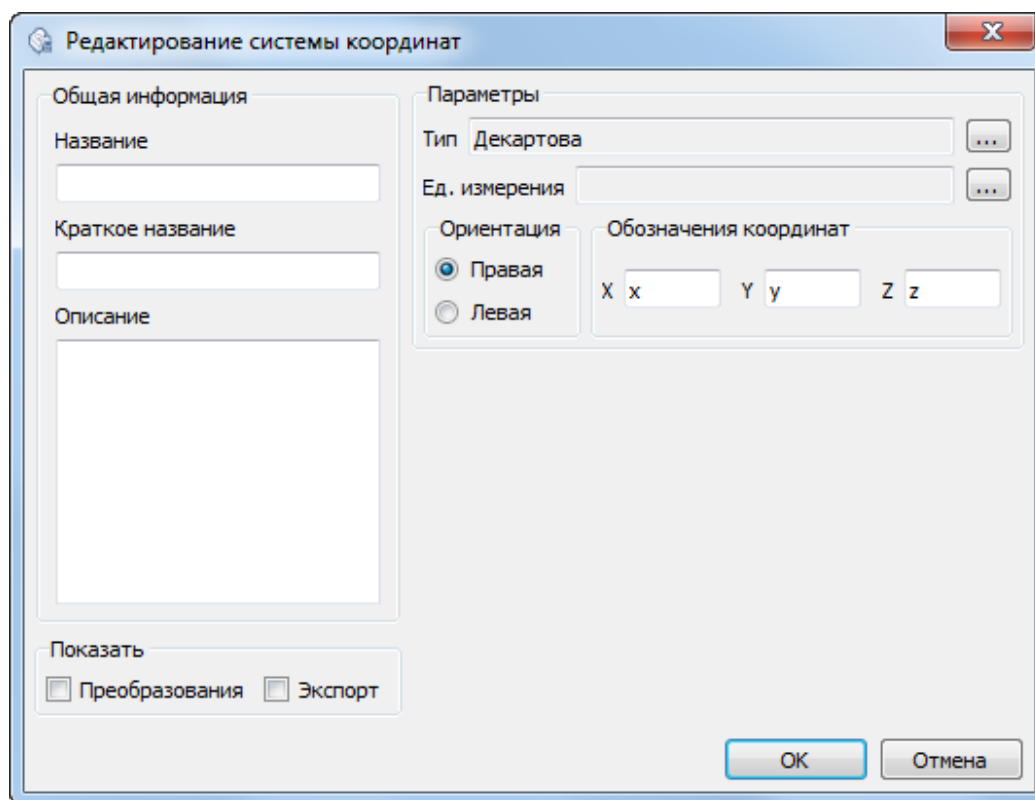 Редактирование системы координат
Общая информация
Название
Краткое название
Описание
Показать
Преобразования Экспорт
Параметры
Тип Декартова ...
Ед. измерения ...
Ориентация
Правая
Левая
Обозначения координат
X x Y y Z z
OK Отмена